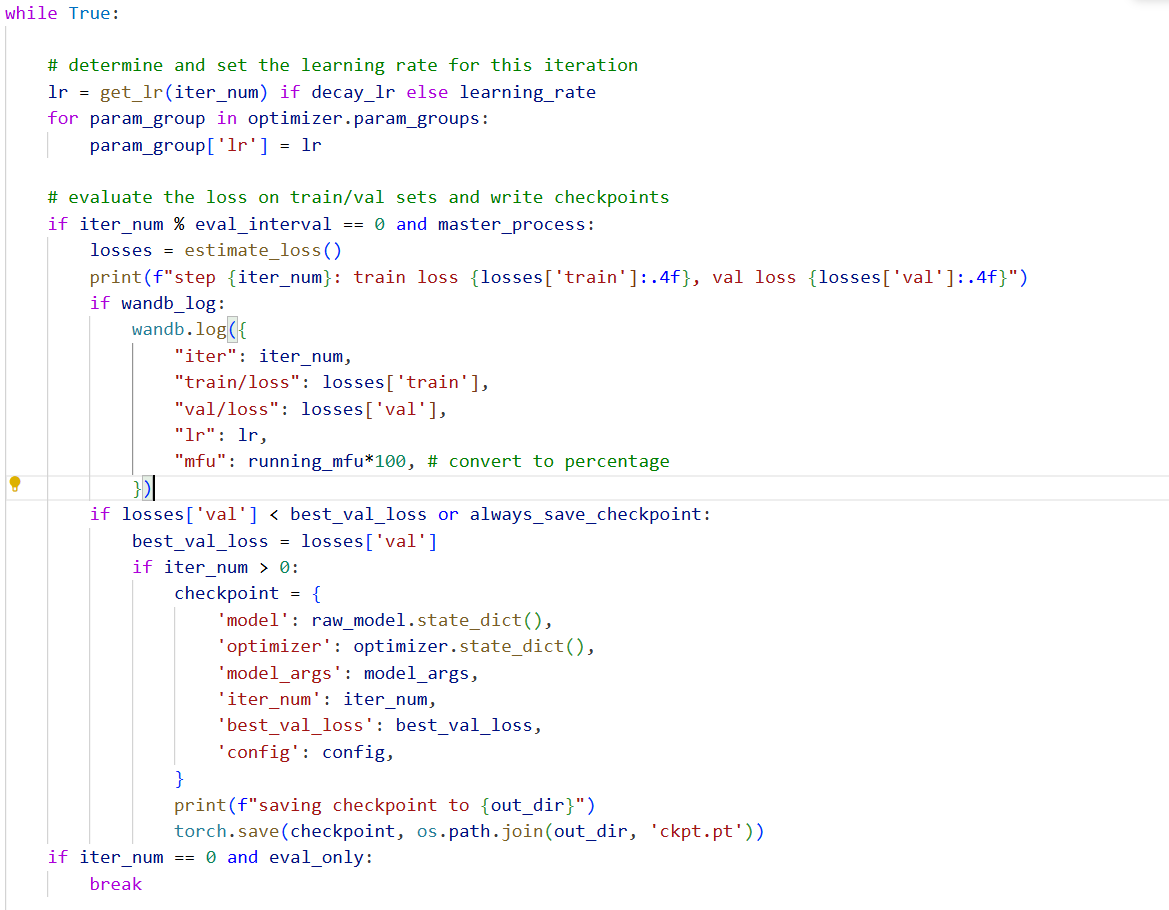 while True:
# determine and set the learning rate for this iteration
lr = get_lr(iter_num) if decay_lr else learning_rate
for param_group in optimizer.param_groups:
param_group['lr'] = lr
# evaluate the loss on train/val sets and write checkpoints
if iter_num % eval_interval == 0 and master_process:
losses = estimate_loss()
print(f"step {iter_num}: train loss {losses['train']:.4f}, val loss {losses['val']:.4f}")
if wandb_log:
wandb.log({
"iter": iter_num,
"train/loss": losses['train'],
"val/loss": losses['val'],
"lr": lr,
"mfu": running_mfu*100, # convert to percentage
})
if losses['val'] < best_val_loss or always_save_checkpoint:
best_val_loss = losses['val']
if iter_num > 0:
checkpoint = {
'model': raw_model.state_dict(),
'optimizer': optimizer.state_dict(),
'model_args': model_args,
'iter_num': iter_num,
'best_val_loss': best_val_loss,
'config': config,
}
print(f"saving checkpoint to {out_dir}")
torch.save(checkpoint, os.path.join(out_dir, 'ckpt.pt'))
if iter_num == 0 and eval_only:
break